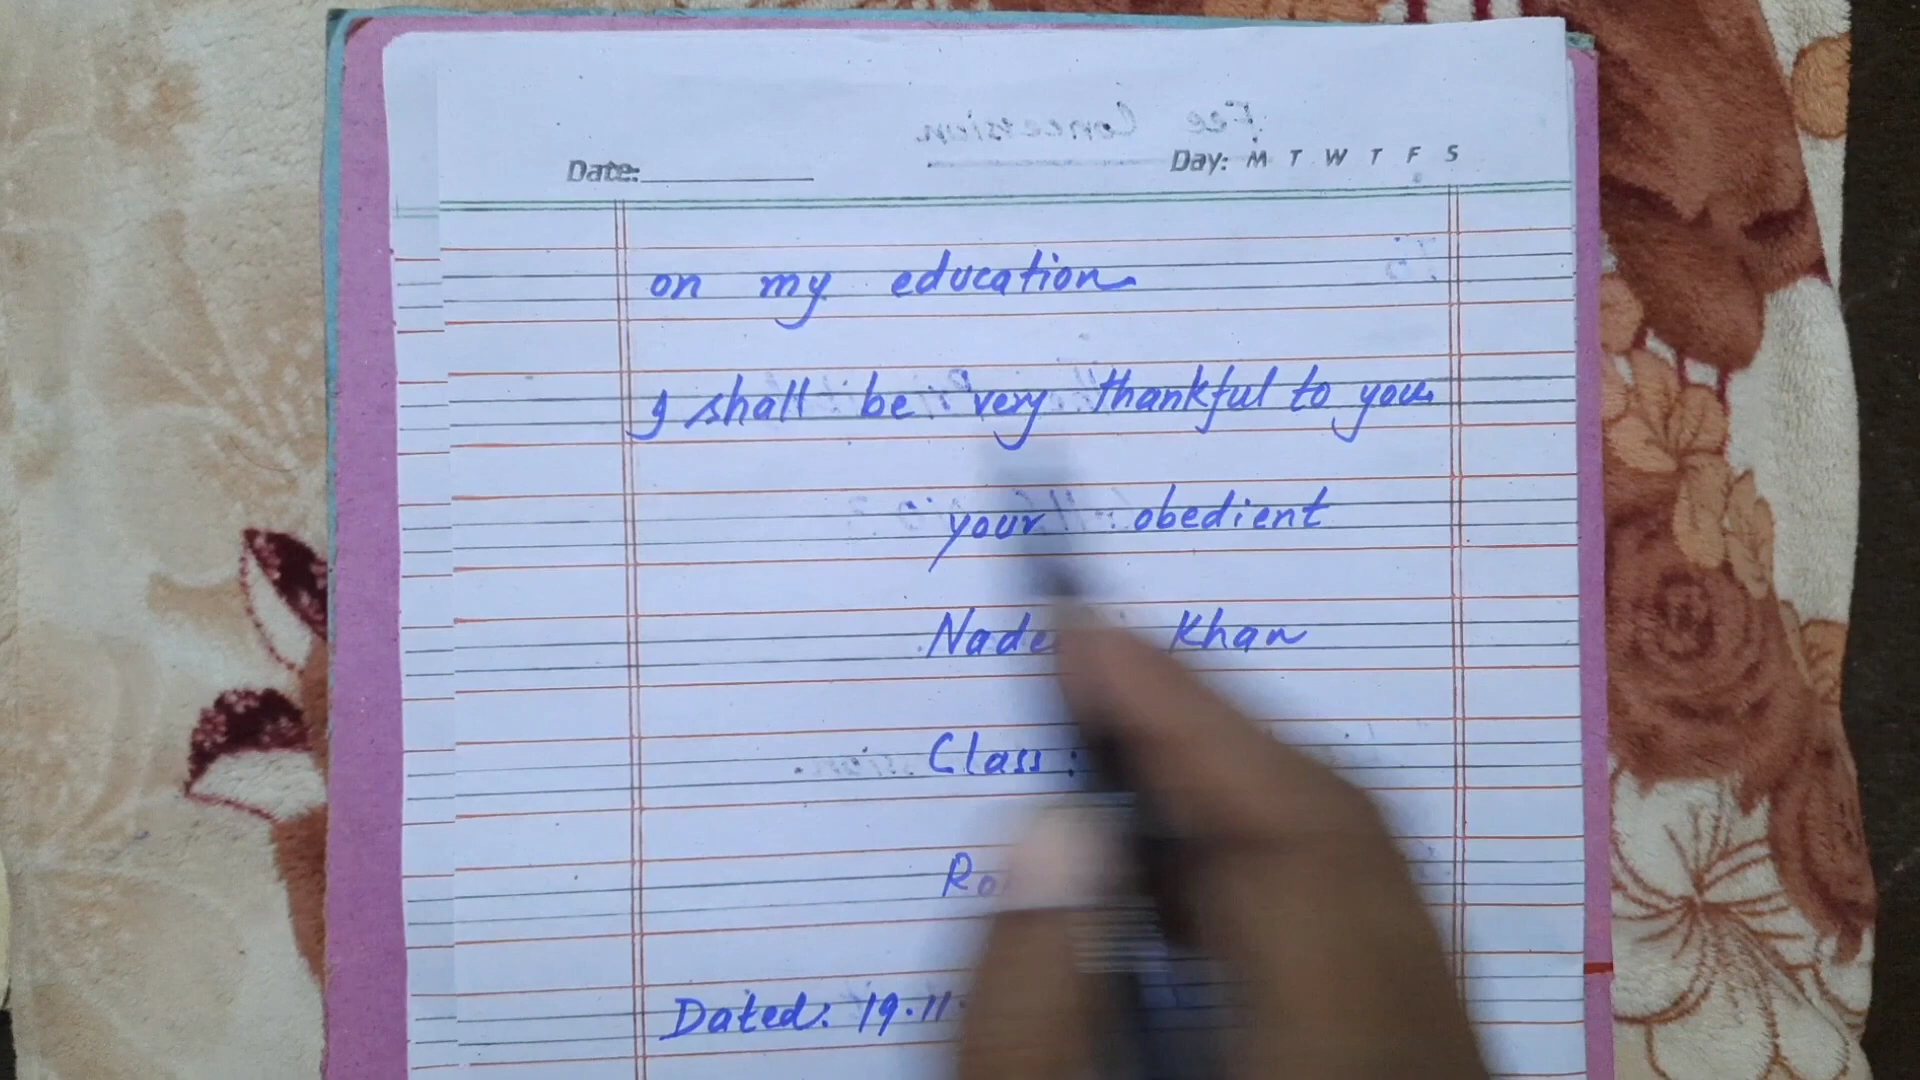 Date:
Day: M T W T F S
on my education
I shall be very thankful to you.
your obedient
Khan
Class:
Dated: 19.11.